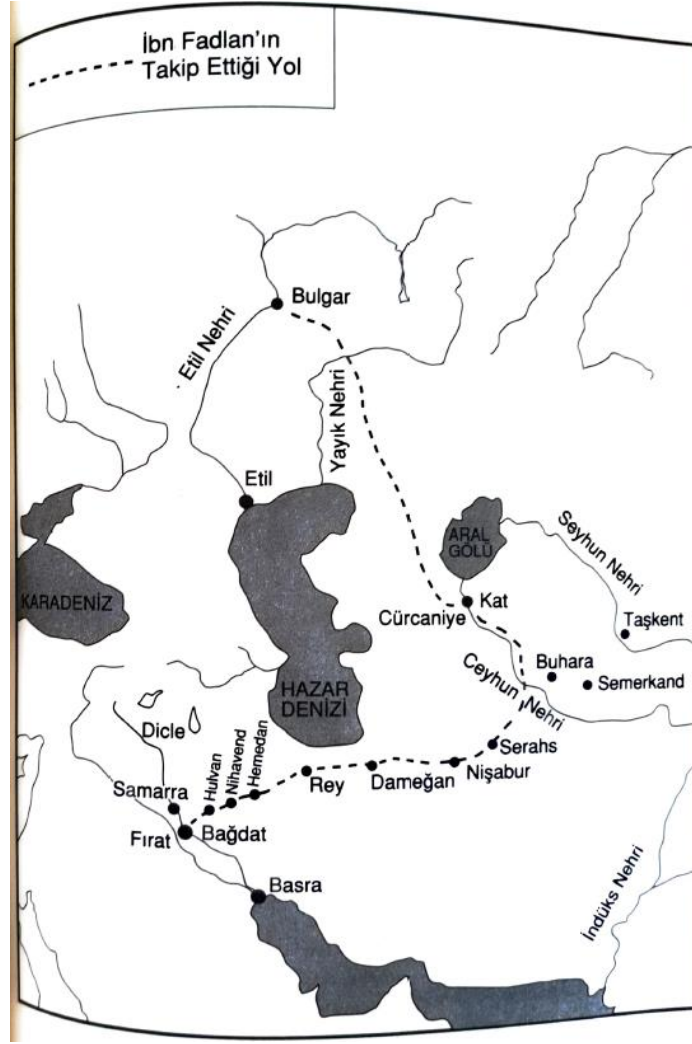 İbn Fadlan'ın
Takip Ettiği Yol
Bulgar
Etil Nehri
Yayık Nehri
Etil
ARAL
GÖLÜ
Seyhun Nehri
KARADENİZ
Kat
Cürcaniye
Taşkent
Buhara
Semerkand
Ceyhun Nehri
HAZAR
DENİZİ
Dicle
Hulvan
Nihavend
Hemedan
Serahs
Nişabur
Dameğan
Rey
Samarra
Fırat
Bağdat
Basra
İndüks Nehri